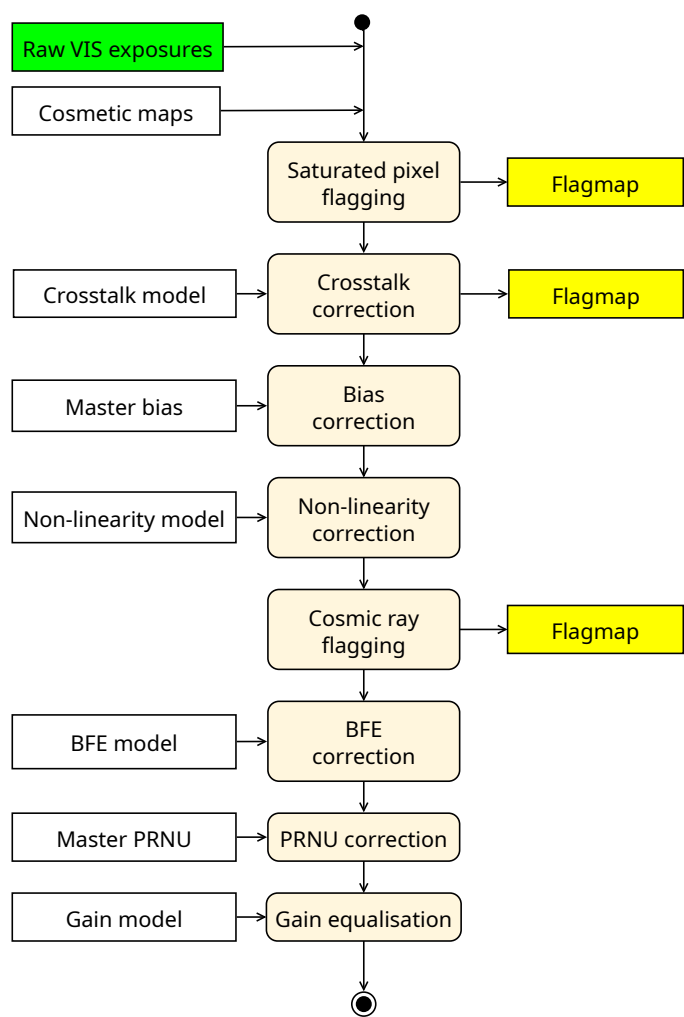 Raw VIS exposures
Cosmetic maps
Saturated pixel
flagging
Flagmap
Crosstalk model
Crosstalk
correction
Flagmap
Master bias
Bias
correction
Non-linearity model
Non-linearity
correction
Cosmic ray
flagging
Flagmap
BFE model
BFE
correction
Master PRNU
PRNU correction
Gain model
Gain equalisation